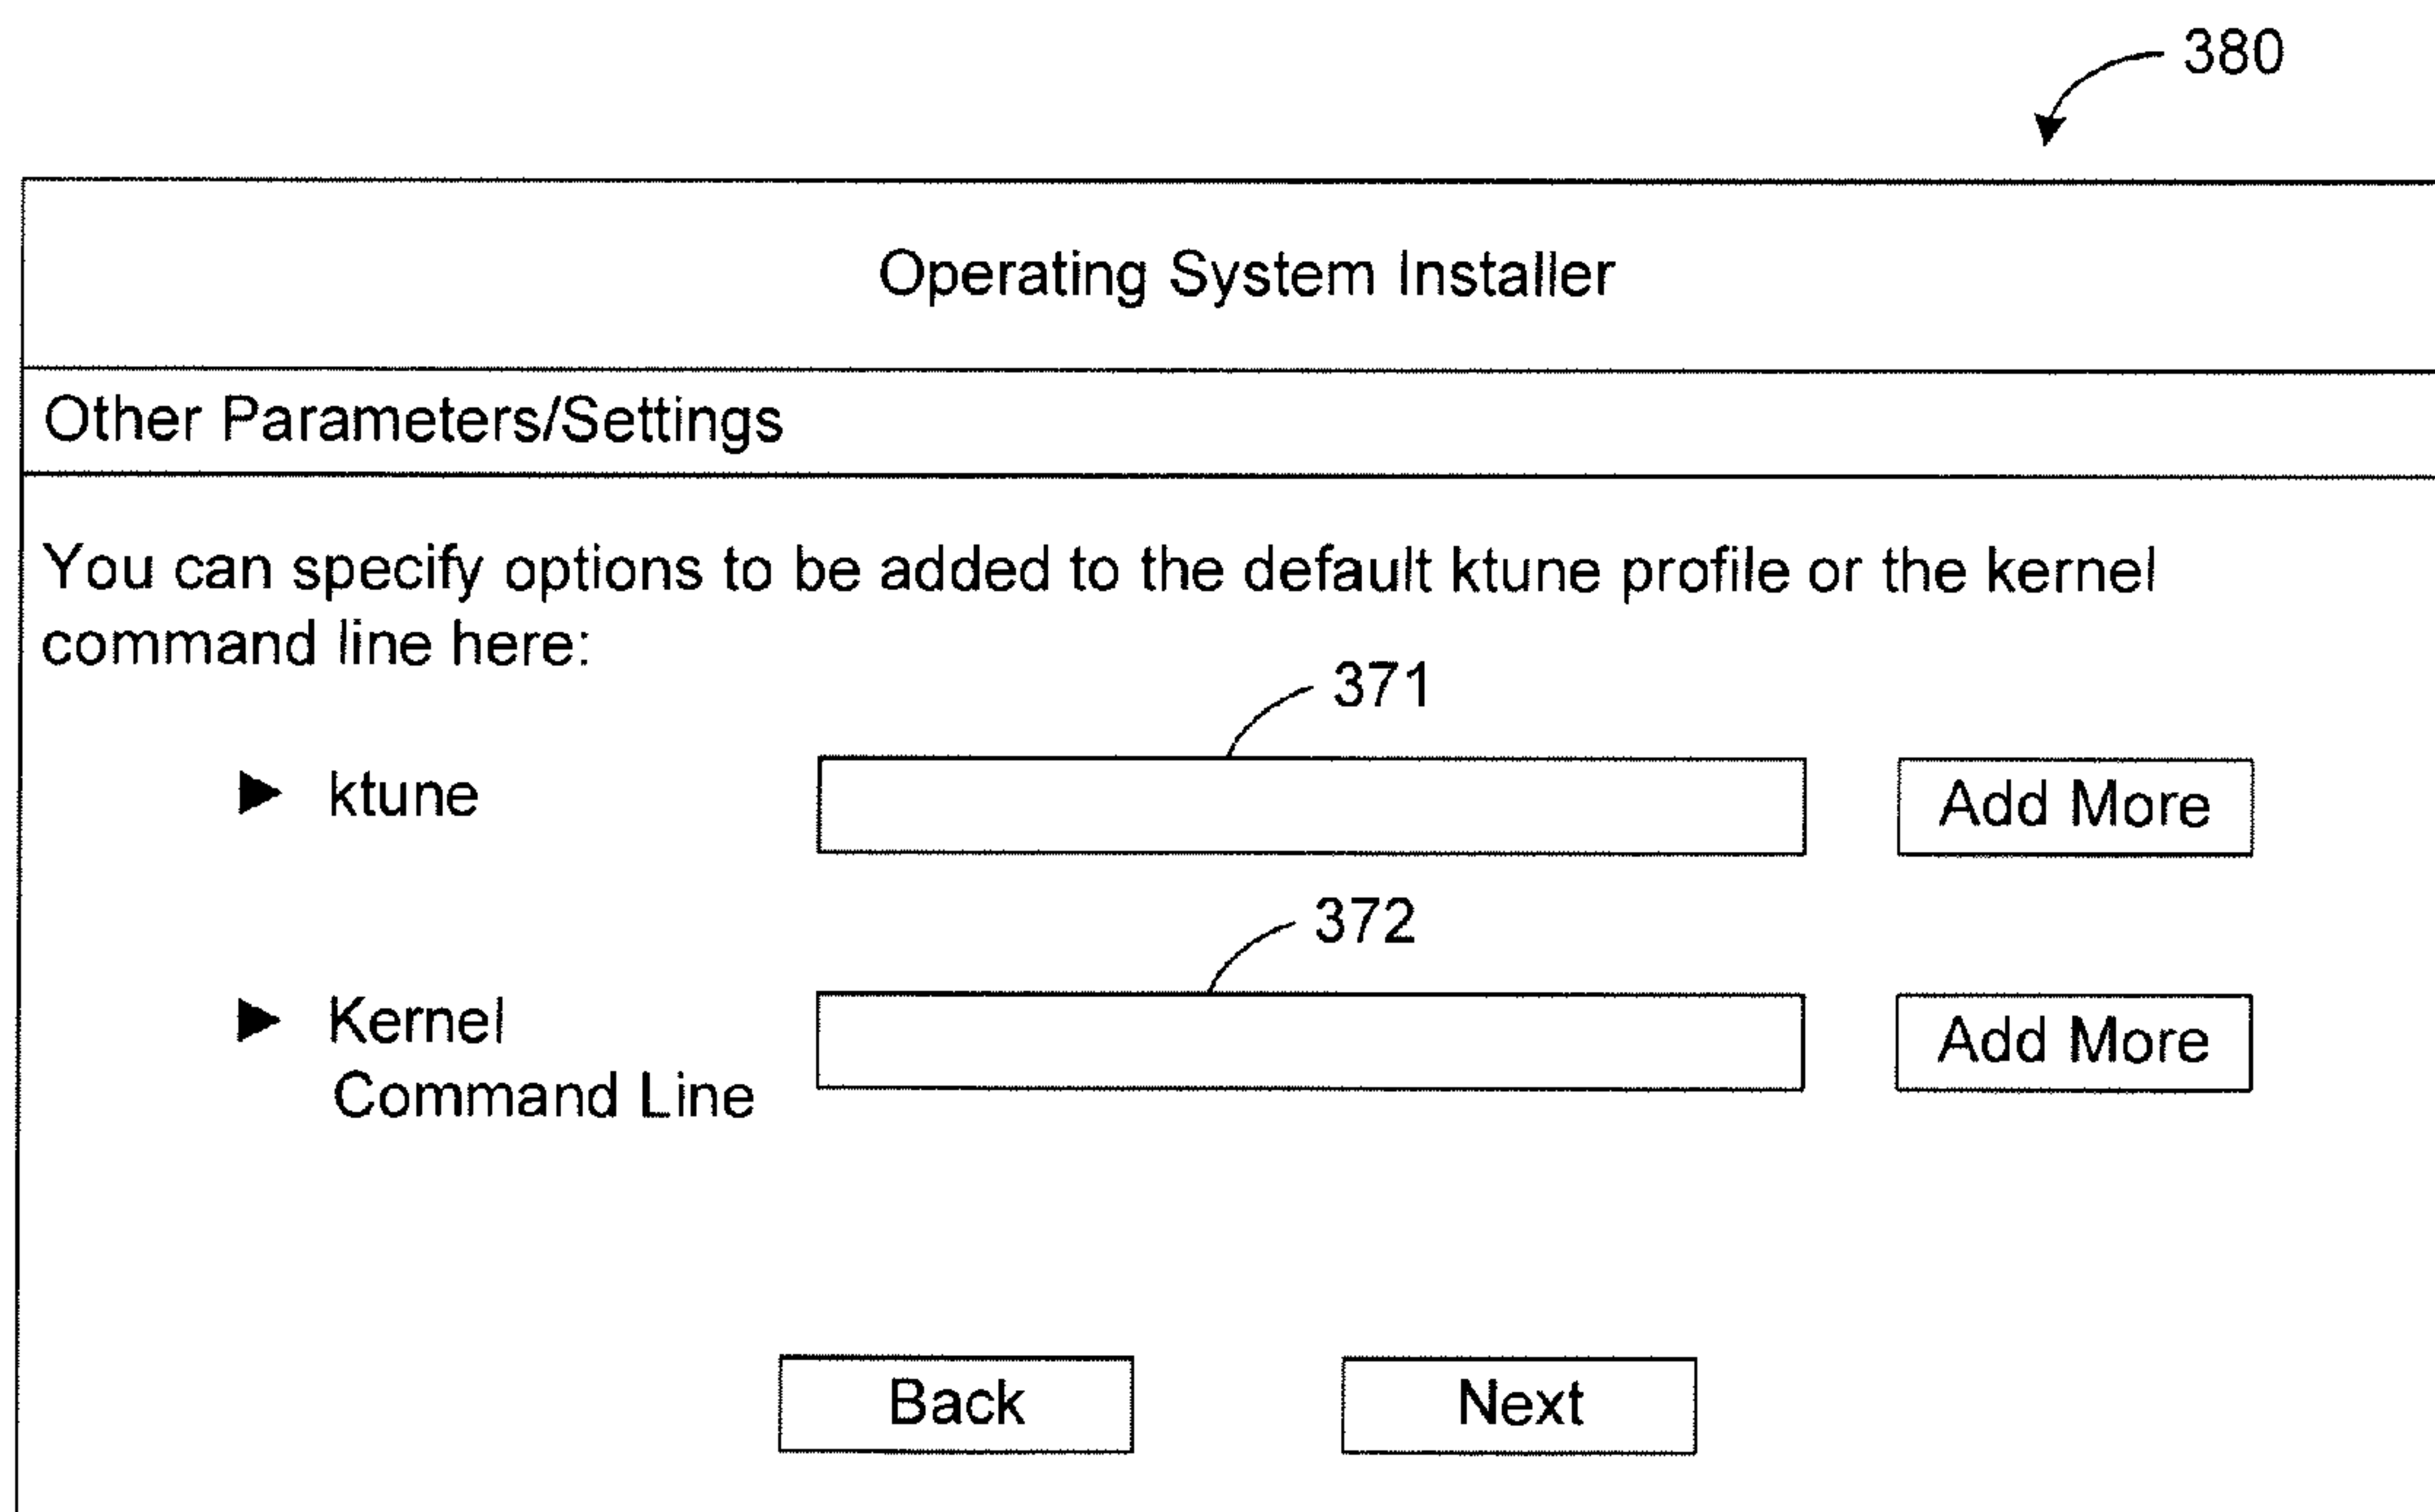 380
Operating System Installer
Other Parameters/Settings
You can specify options to be added to the default ktune profile or the kernel
command line here:
371
ktune
Add More
372
Kernel
Command Line
Add More
Back
Next